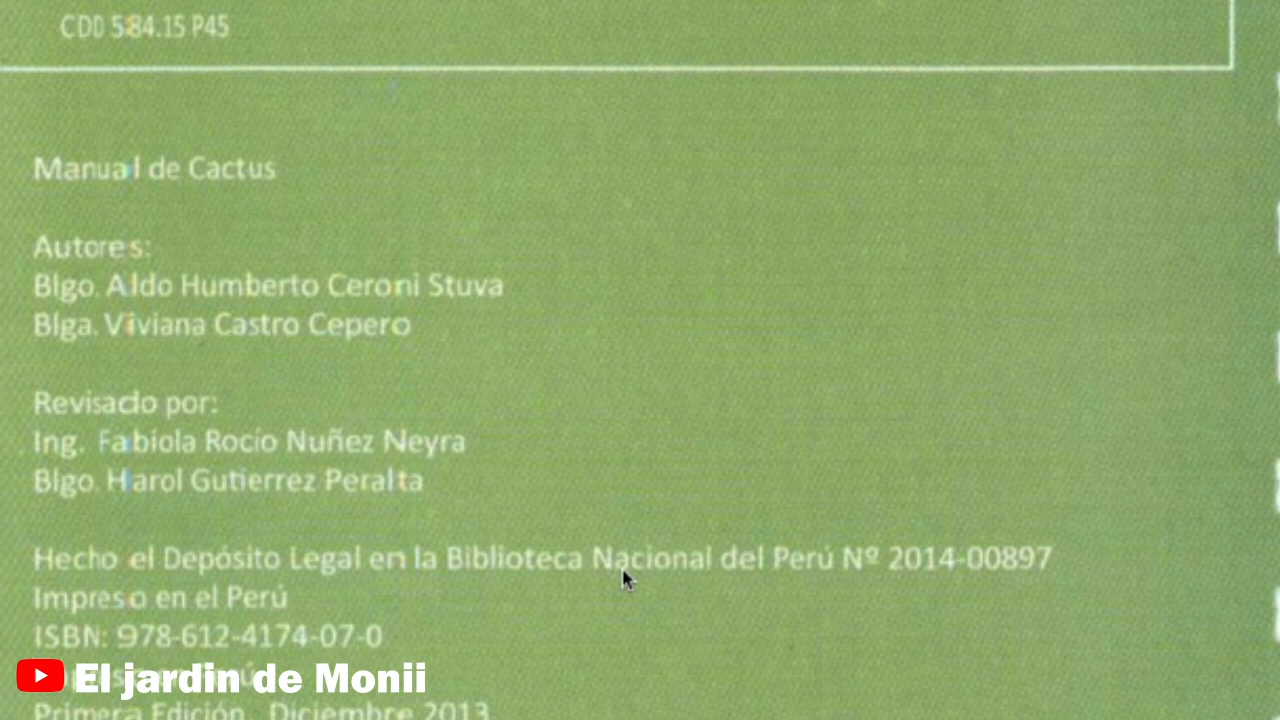 CDD 584.15 P45
Manual de Cactus
Autores:
Blgo. Aldo Humberto Ceroni Stuva
Blga. Viviana Castro Cepero
Revisado por:
Ing. Fabiola Rocío Nuñez Neyra
Blgo. Harol Gutierrez Peralta
Hecho el Depósito Legal en la Biblioteca Nacional del Perú Nº 2014-00897
Impreso en el Perú
ISBN: 978-612-4174-07-0
El jardin de Monii
Primera Edición, Diciembre 2013